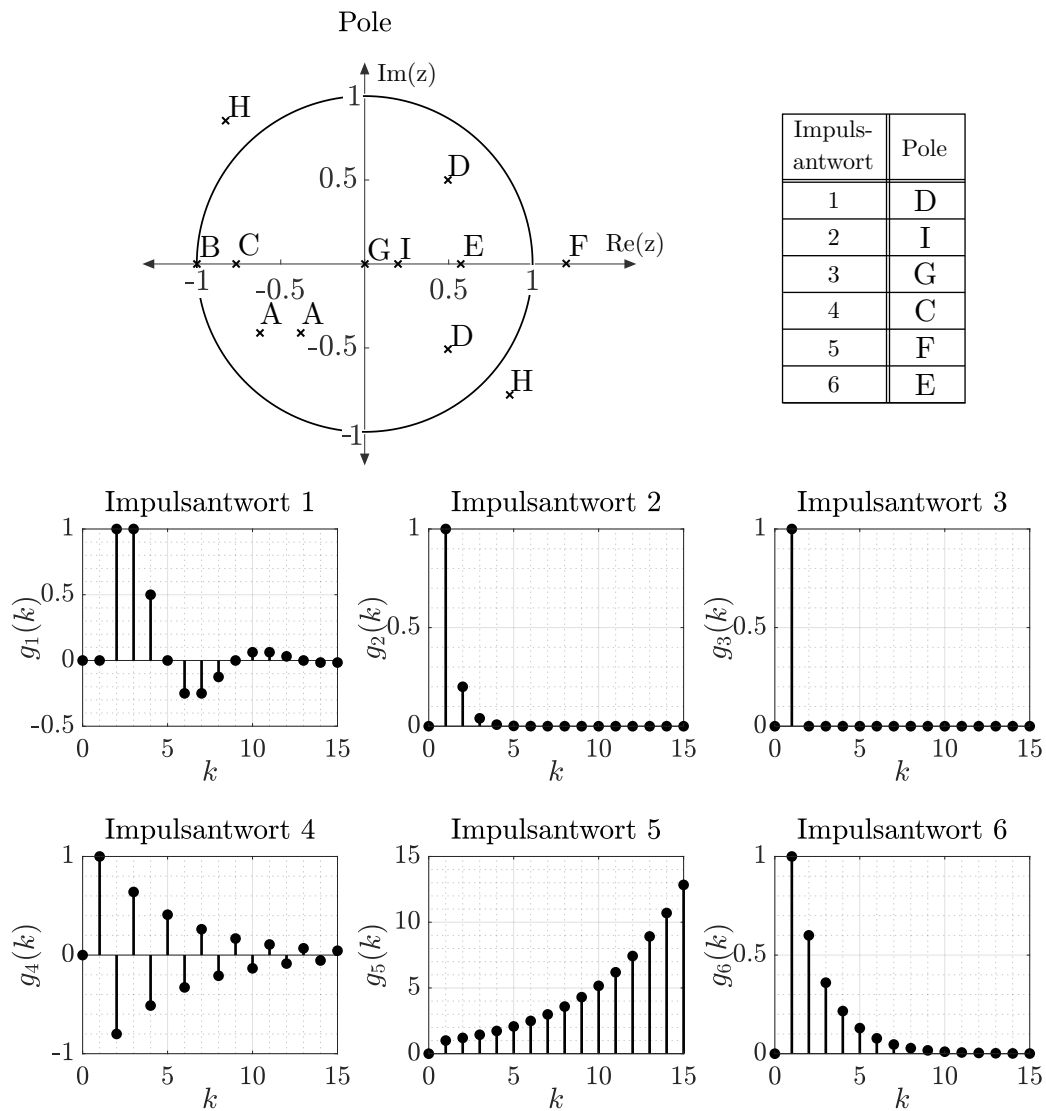 Pole
Im(z)
H
1
D
0.5
B C G I E Re(z) F
-1 -0.5 0.5 1
A A
-0.5 D
H
-1
Impuls-
antwort Pole
1 D
2 I
3 G
4 C
5 F
6 E
Impulsantwort 1
1
0.5
0
-0.5
g1(k)
0 5 10 15
k
Impulsantwort 2
1
0.5
0
g2(k)
0 5 10 15
k
Impulsantwort 3
1
0.5
0
g3(k)
0 5 10 15
k
Impulsantwort 4
1
0
-1
g4(k)
0 5 10 15
k
Impulsantwort 5
15
10
5
0
g5(k)
0 5 10 15
k
Impulsantwort 6
1
0.5
0
g6(k)
0 5 10 15
k